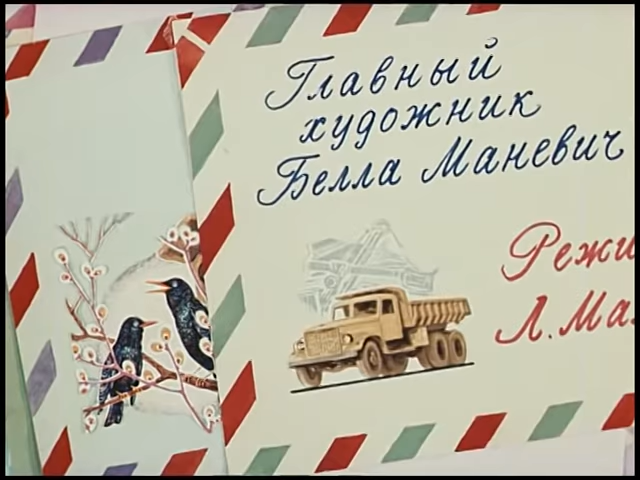 Главный
художник
Белла Маневич
Режи
Л. Ма